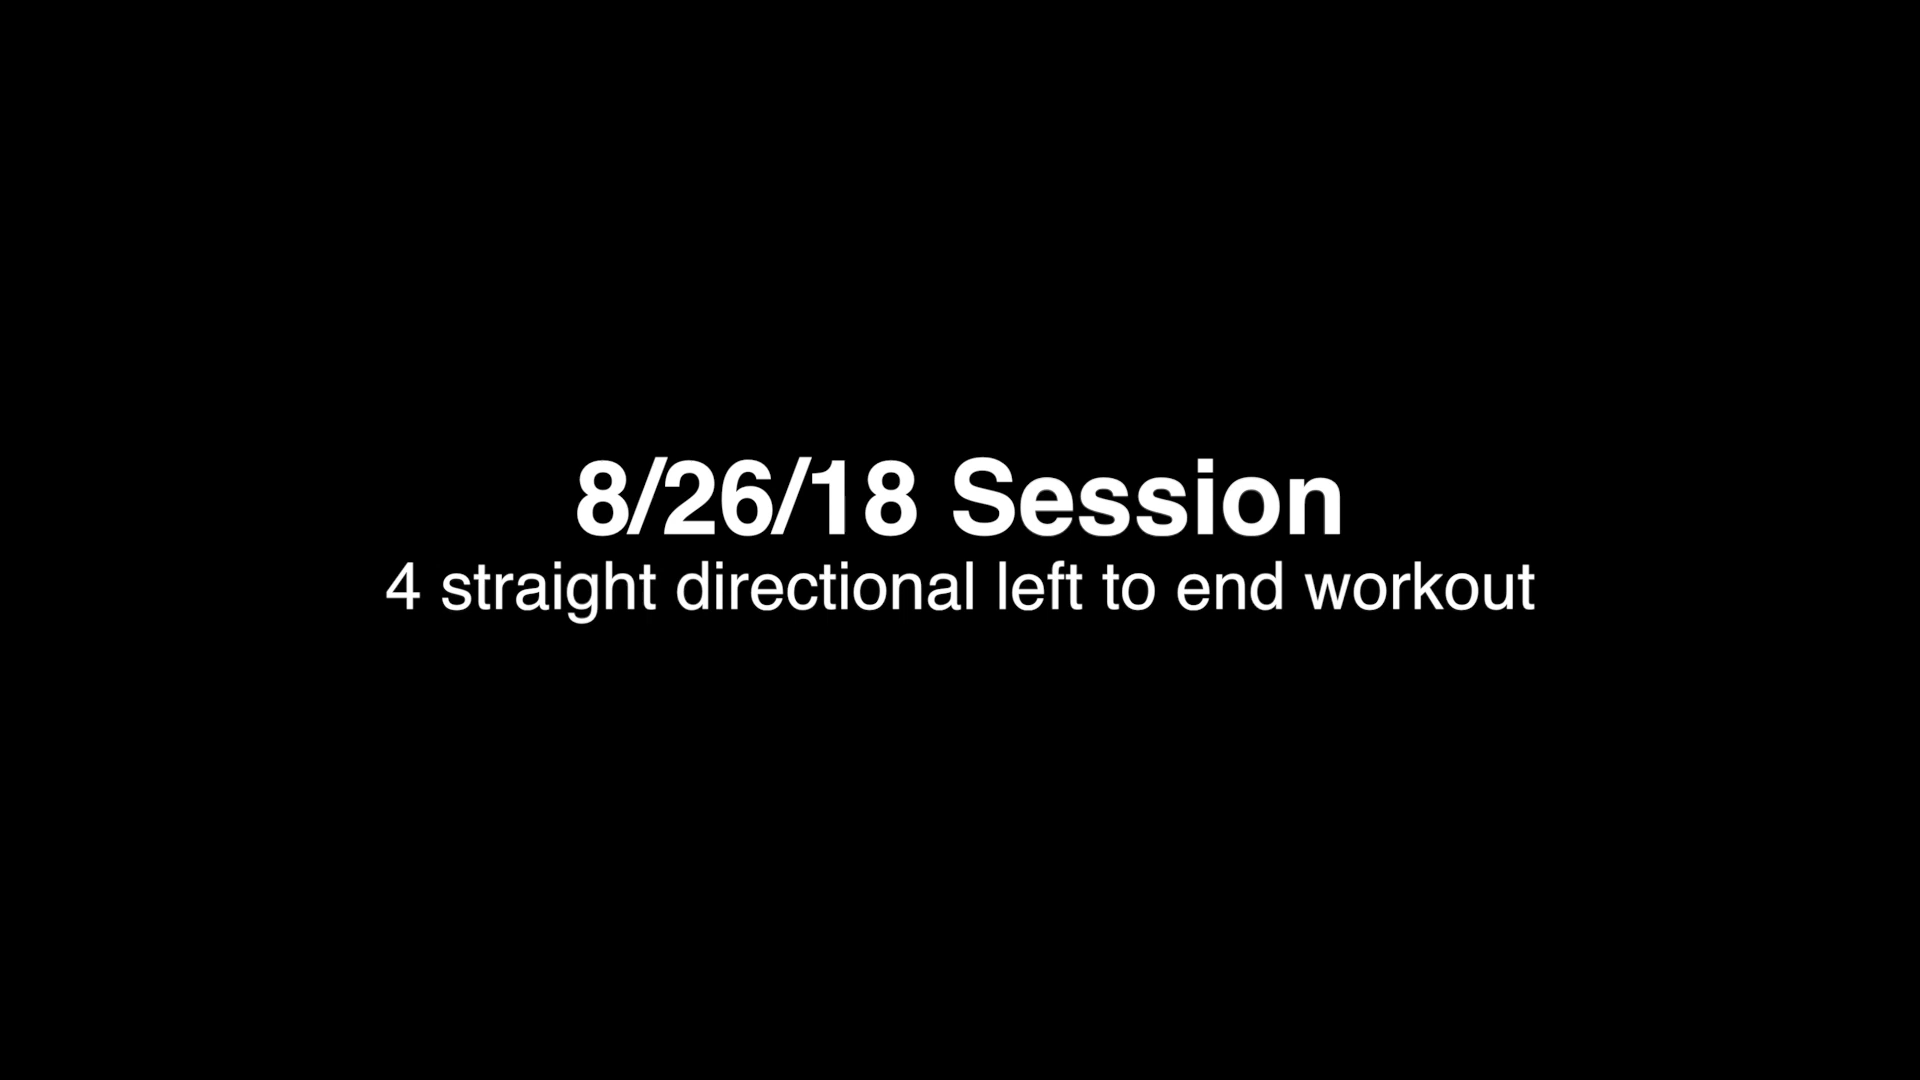 8/26/18 Session
4 straight directional left to end workout